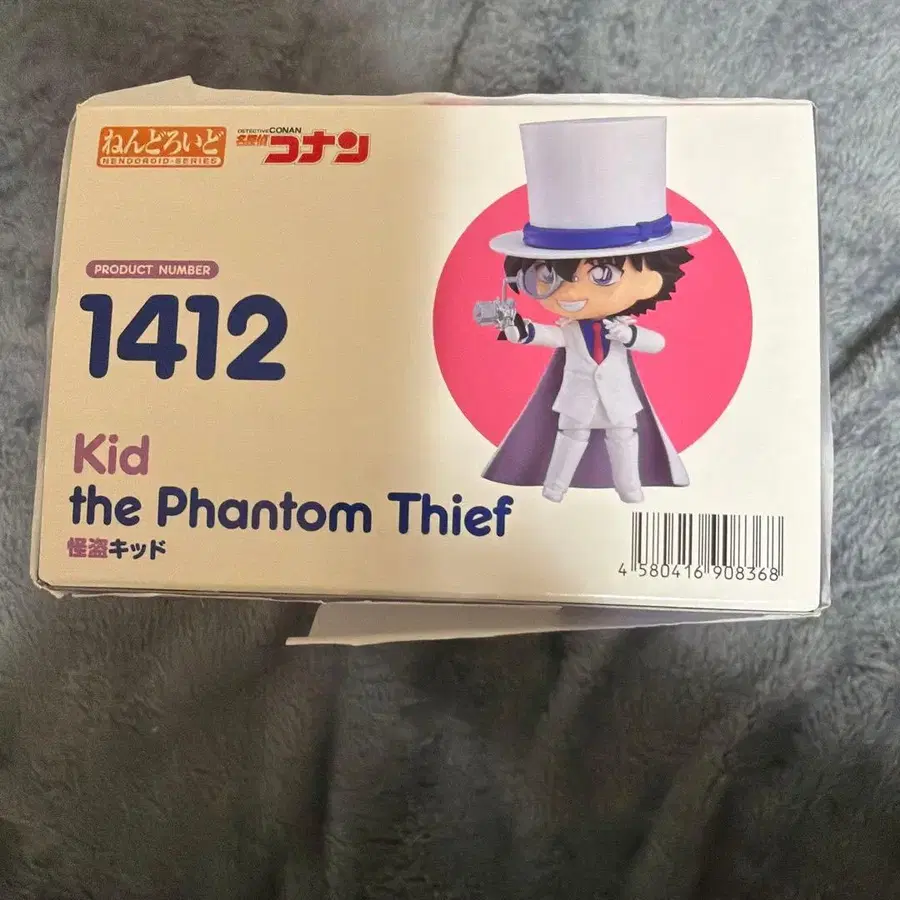 ねんどろいど
NENDOROID-SERIES
DETECTIVE CONAN
名探偵コナン
PRODUCT NUMBER
1412
Kid
the Phantom Thief
怪盗キッド
4 580416 908368